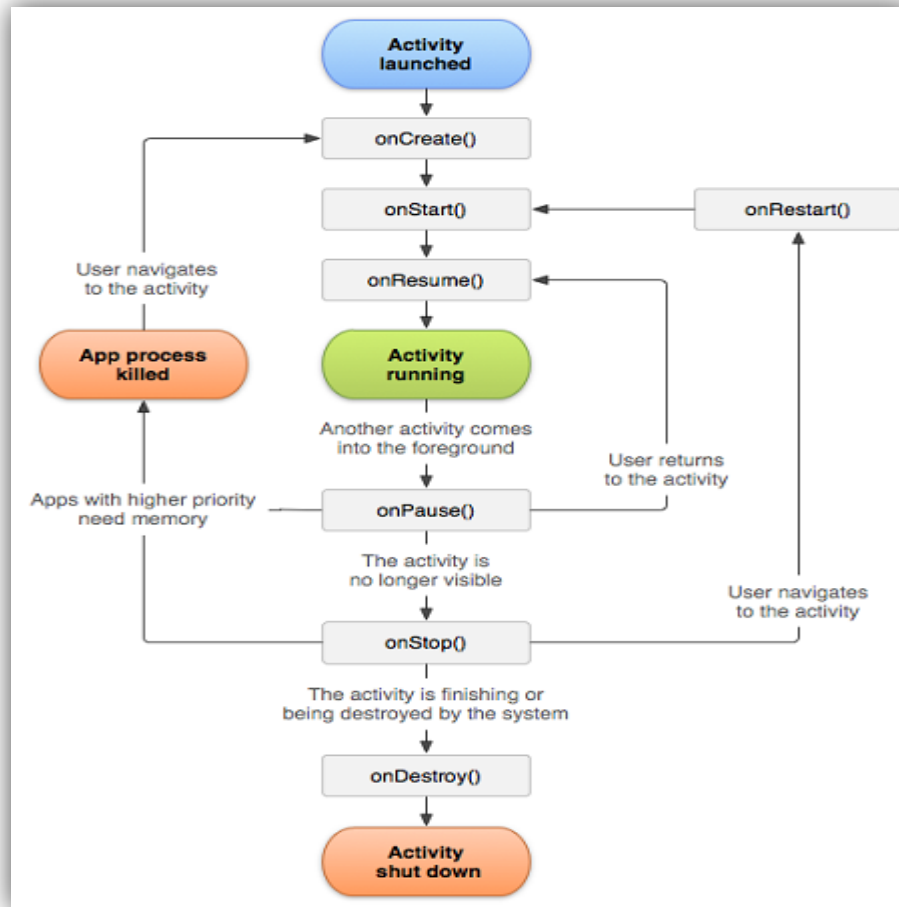 Activity
launched
onCreate()
onStart()
onRestart()
onResume()
User navigates
to the activity
App process
killed
Activity
running
Another activity comes
into the foreground
User returns
to the activity
Apps with higher priority
need memory
onPause()
The activity is
no longer visible
User navigates
to the activity
onStop()
The activity is finishing or
being destroyed by the system
onDestroy()
Activity
shut down